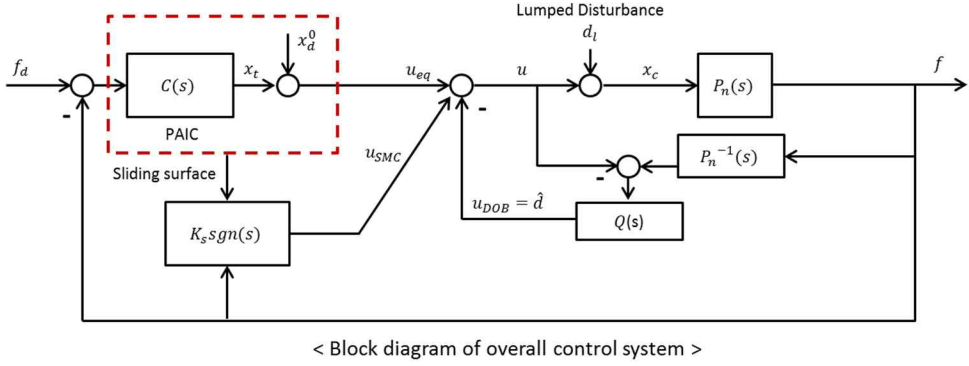 Lumped Disturbance
d_l
x_d^0
f_d
C(s)
x_t
u_eq
u
x_c
P_n(s)
f
-
-
PAIC
P_n^{-1}(s)
u_SMC
Sliding surface
-
u_DOB = d̂
Q(s)
K_s sgn(s)
< Block diagram of overall control system >